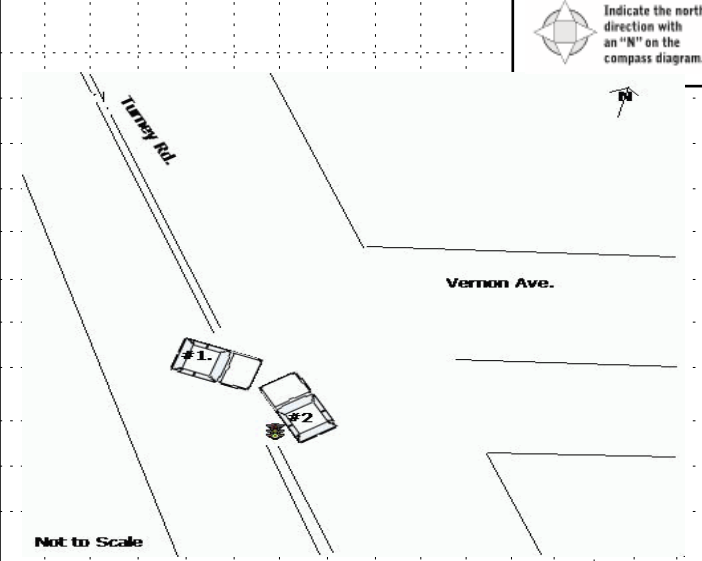 Indicate the north
direction with
an "N" on the
compass diagram.
N
Turney Rd.
Vernon Ave.
#1.
#2
Not to Scale